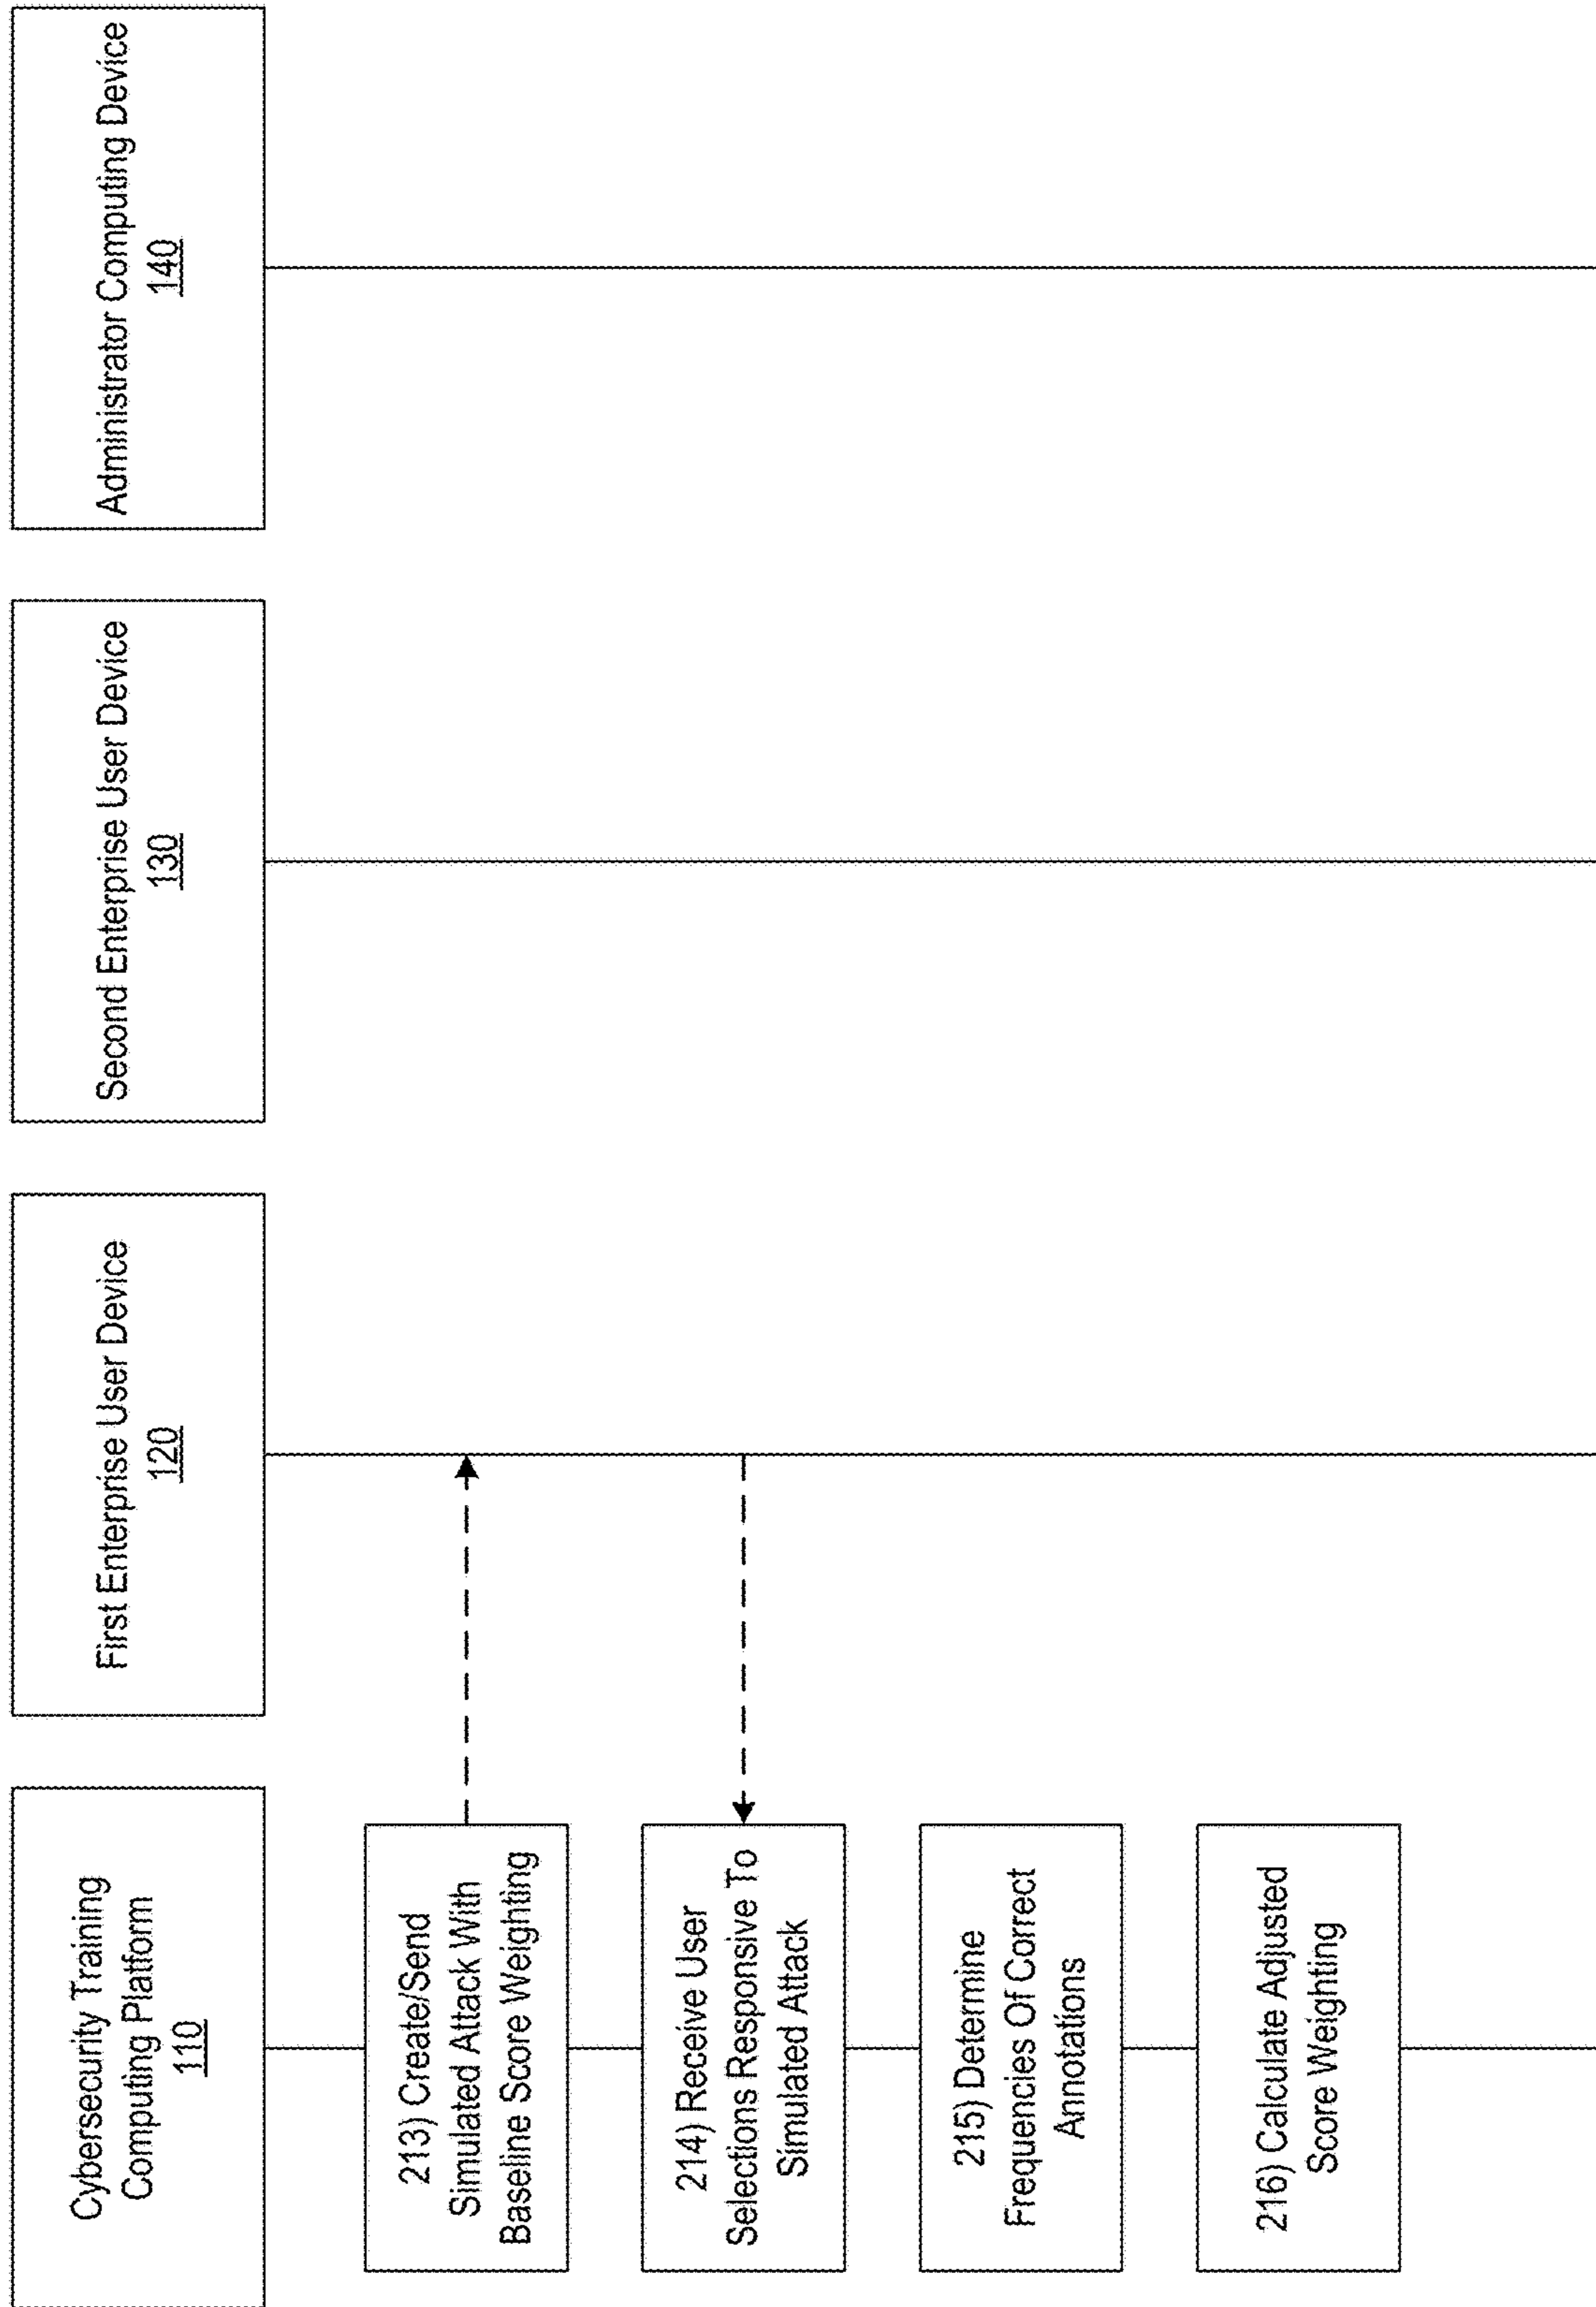 Cybersecurity Training
Computing Platform
110
First Enterprise User Device
120
Second Enterprise User Device
130
Administrator Computing Device
140
213) Create/Send
Simulated Attack With
Baseline Score Weighting
214) Receive User
Selections Responsive To
Simulated Attack
215) Determine
Frequencies Of Correct
Annotations
216) Calculate Adjusted
Score Weighting